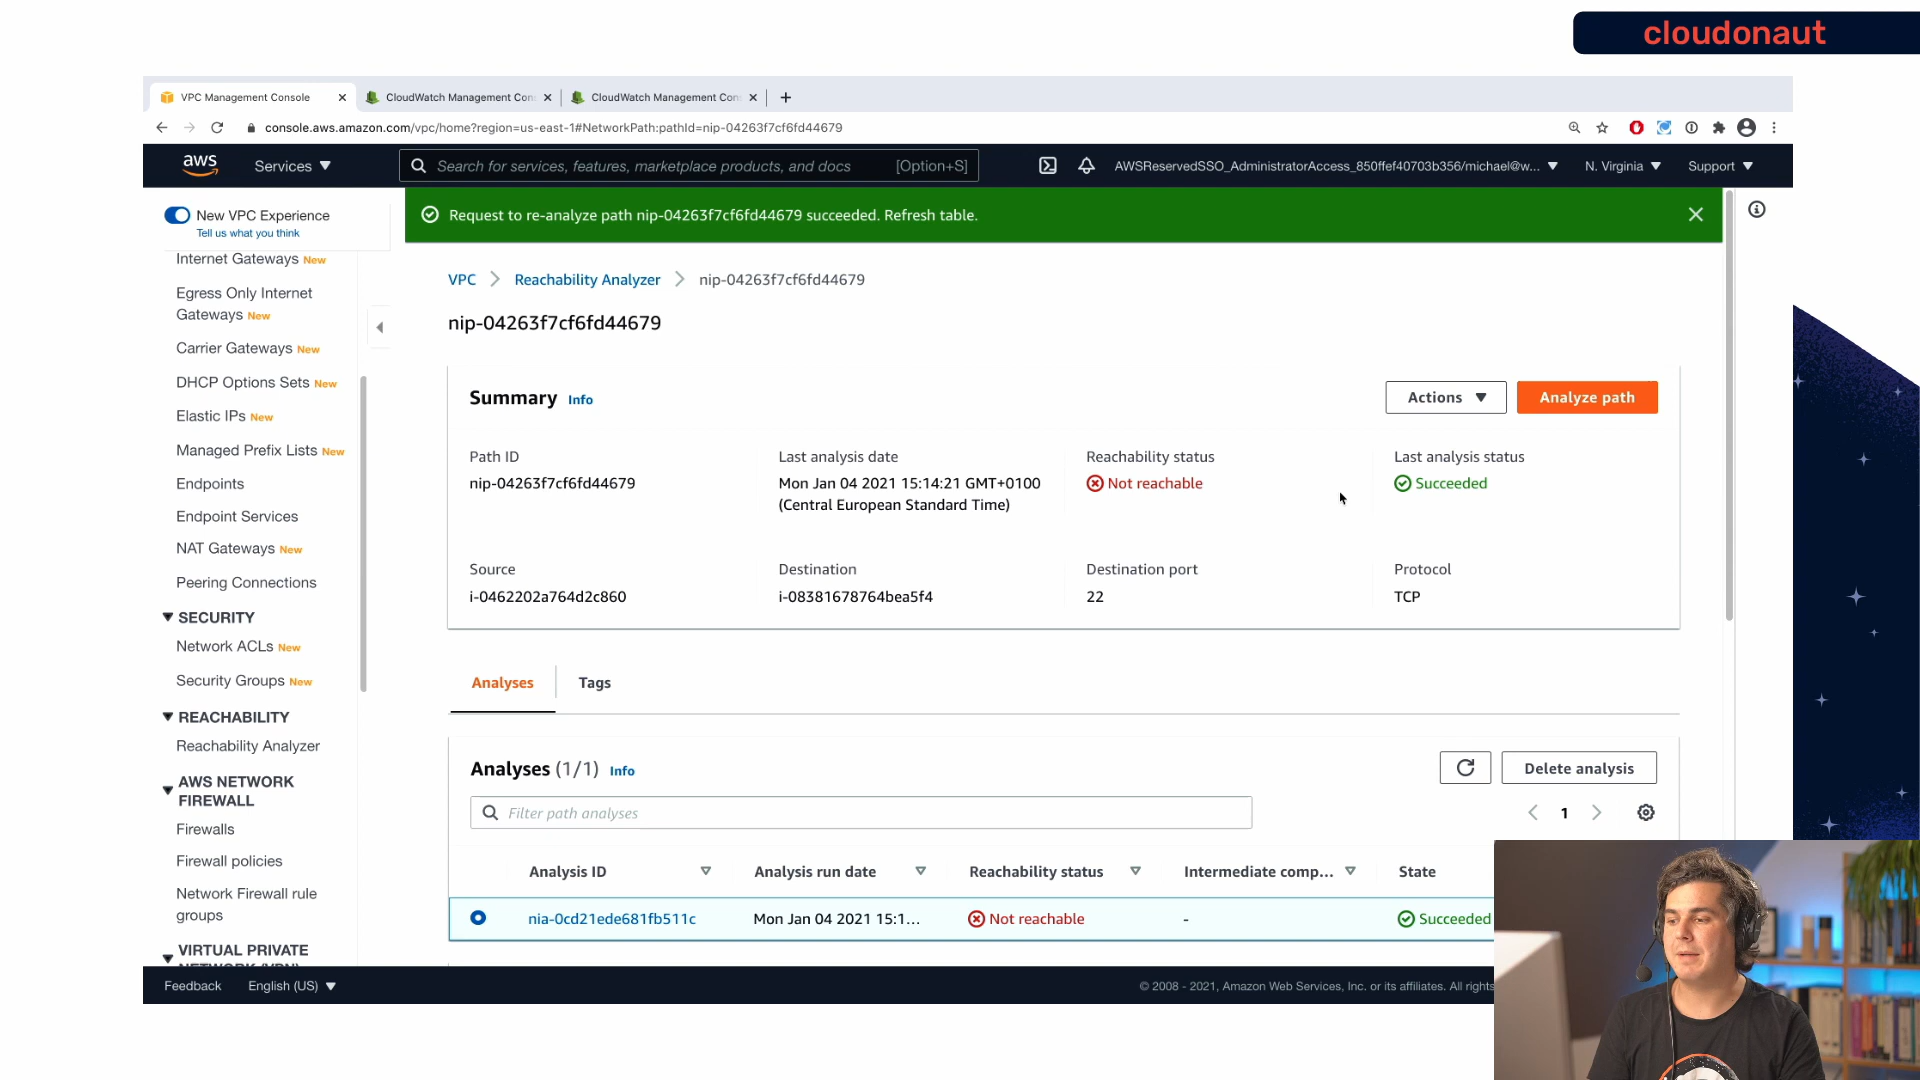 cloudonaut
VPC Management Console
CloudWatch Management Con
CloudWatch Management Con
console.aws.amazon.com/vpc/home?region=us-east-1#NetworkPath:pathId=nip-04263f7cf6fd44679
aws
Services
Search for services, features, marketplace products, and docs
[Option+S]
AWSReservedSSO_AdministratorAccess_850ffef40703b356/michael@w...
N. Virginia
Support
New VPC Experience
Tell us what you think
Internet Gateways New
Egress Only Internet
Gateways New
Carrier Gateways New
DHCP Options Sets New
Elastic IPs New
Managed Prefix Lists New
Endpoints
Endpoint Services
NAT Gateways New
Peering Connections
SECURITY
Network ACLs New
Security Groups New
REACHABILITY
Reachability Analyzer
AWS NETWORK
FIREWALL
Firewalls
Firewall policies
Network Firewall rule
groups
VIRTUAL PRIVATE
NETWORK (VPN)
Request to re-analyze path nip-04263f7cf6fd44679 succeeded. Refresh table.
VPC
Reachability Analyzer
nip-04263f7cf6fd44679
nip-04263f7cf6fd44679
Summary Info
Actions
Analyze path
Path ID
nip-04263f7cf6fd44679
Last analysis date
Mon Jan 04 2021 15:14:21 GMT+0100
(Central European Standard Time)
Reachability status
Not reachable
Last analysis status
Succeeded
Source
i-0462202a764d2c860
Destination
i-08381678764bea5f4
Destination port
22
Protocol
TCP
Analyses
Tags
Analyses (1/1) Info
Delete analysis
Filter path analyses
1
Analysis ID
Analysis run date
Reachability status
Intermediate comp...
State
nia-0cd21ede681fb511c
Mon Jan 04 2021 15:1...
Not reachable
-
Succeeded
Feedback
English (US)
© 2008 - 2021, Amazon Web Services, Inc. or its affiliates. All rights